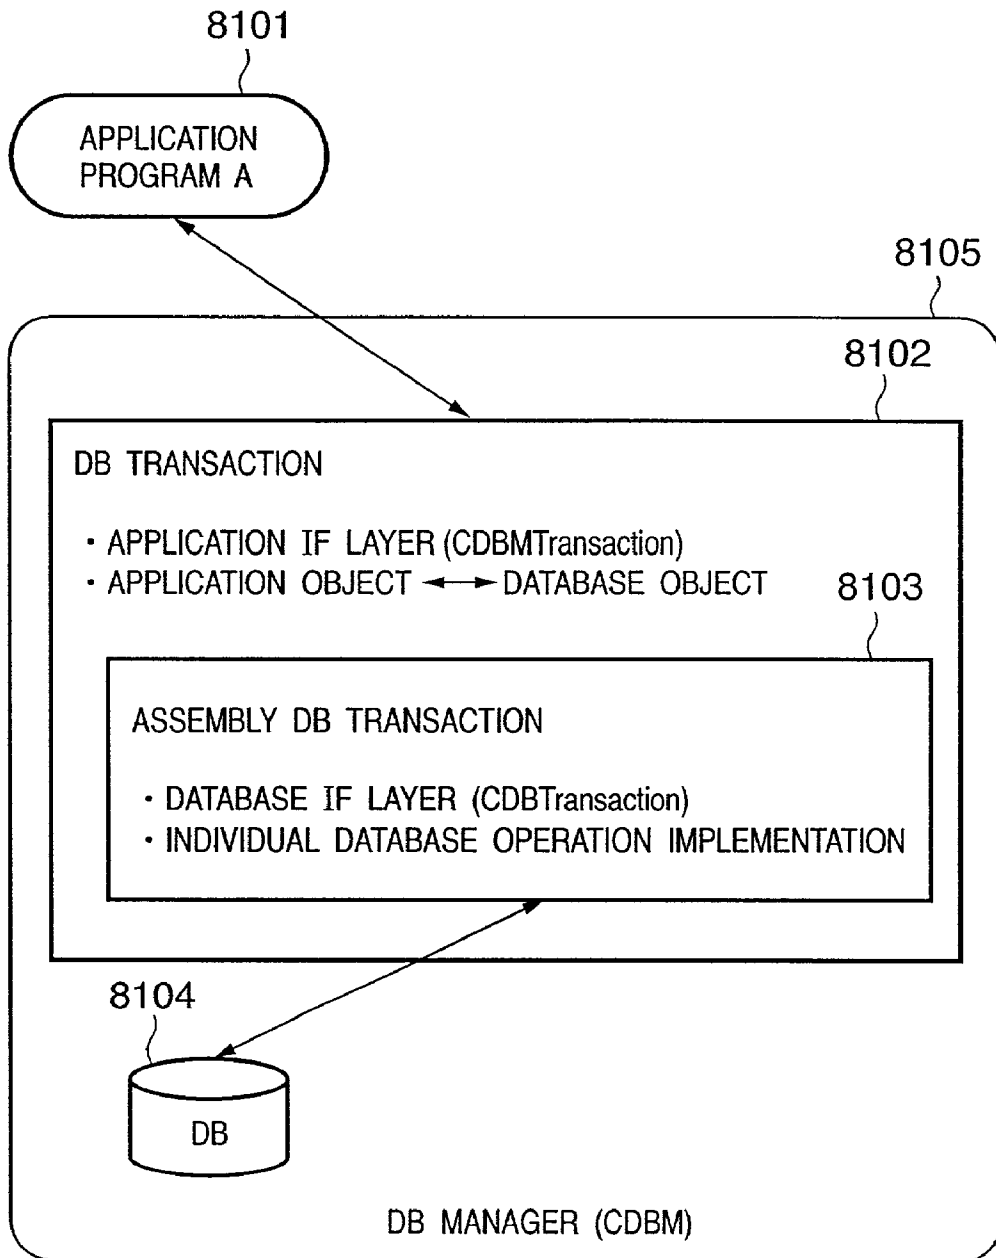 8101
APPLICATION
PROGRAM A
8105
8102
DB TRANSACTION
· APPLICATION IF LAYER (CDBMTransaction)
· APPLICATION OBJECT ↔ DATABASE OBJECT
8103
ASSEMBLY DB TRANSACTION
· DATABASE IF LAYER (CDBTransaction)
· INDIVIDUAL DATABASE OPERATION IMPLEMENTATION
8104
DB
DB MANAGER (CDBM)